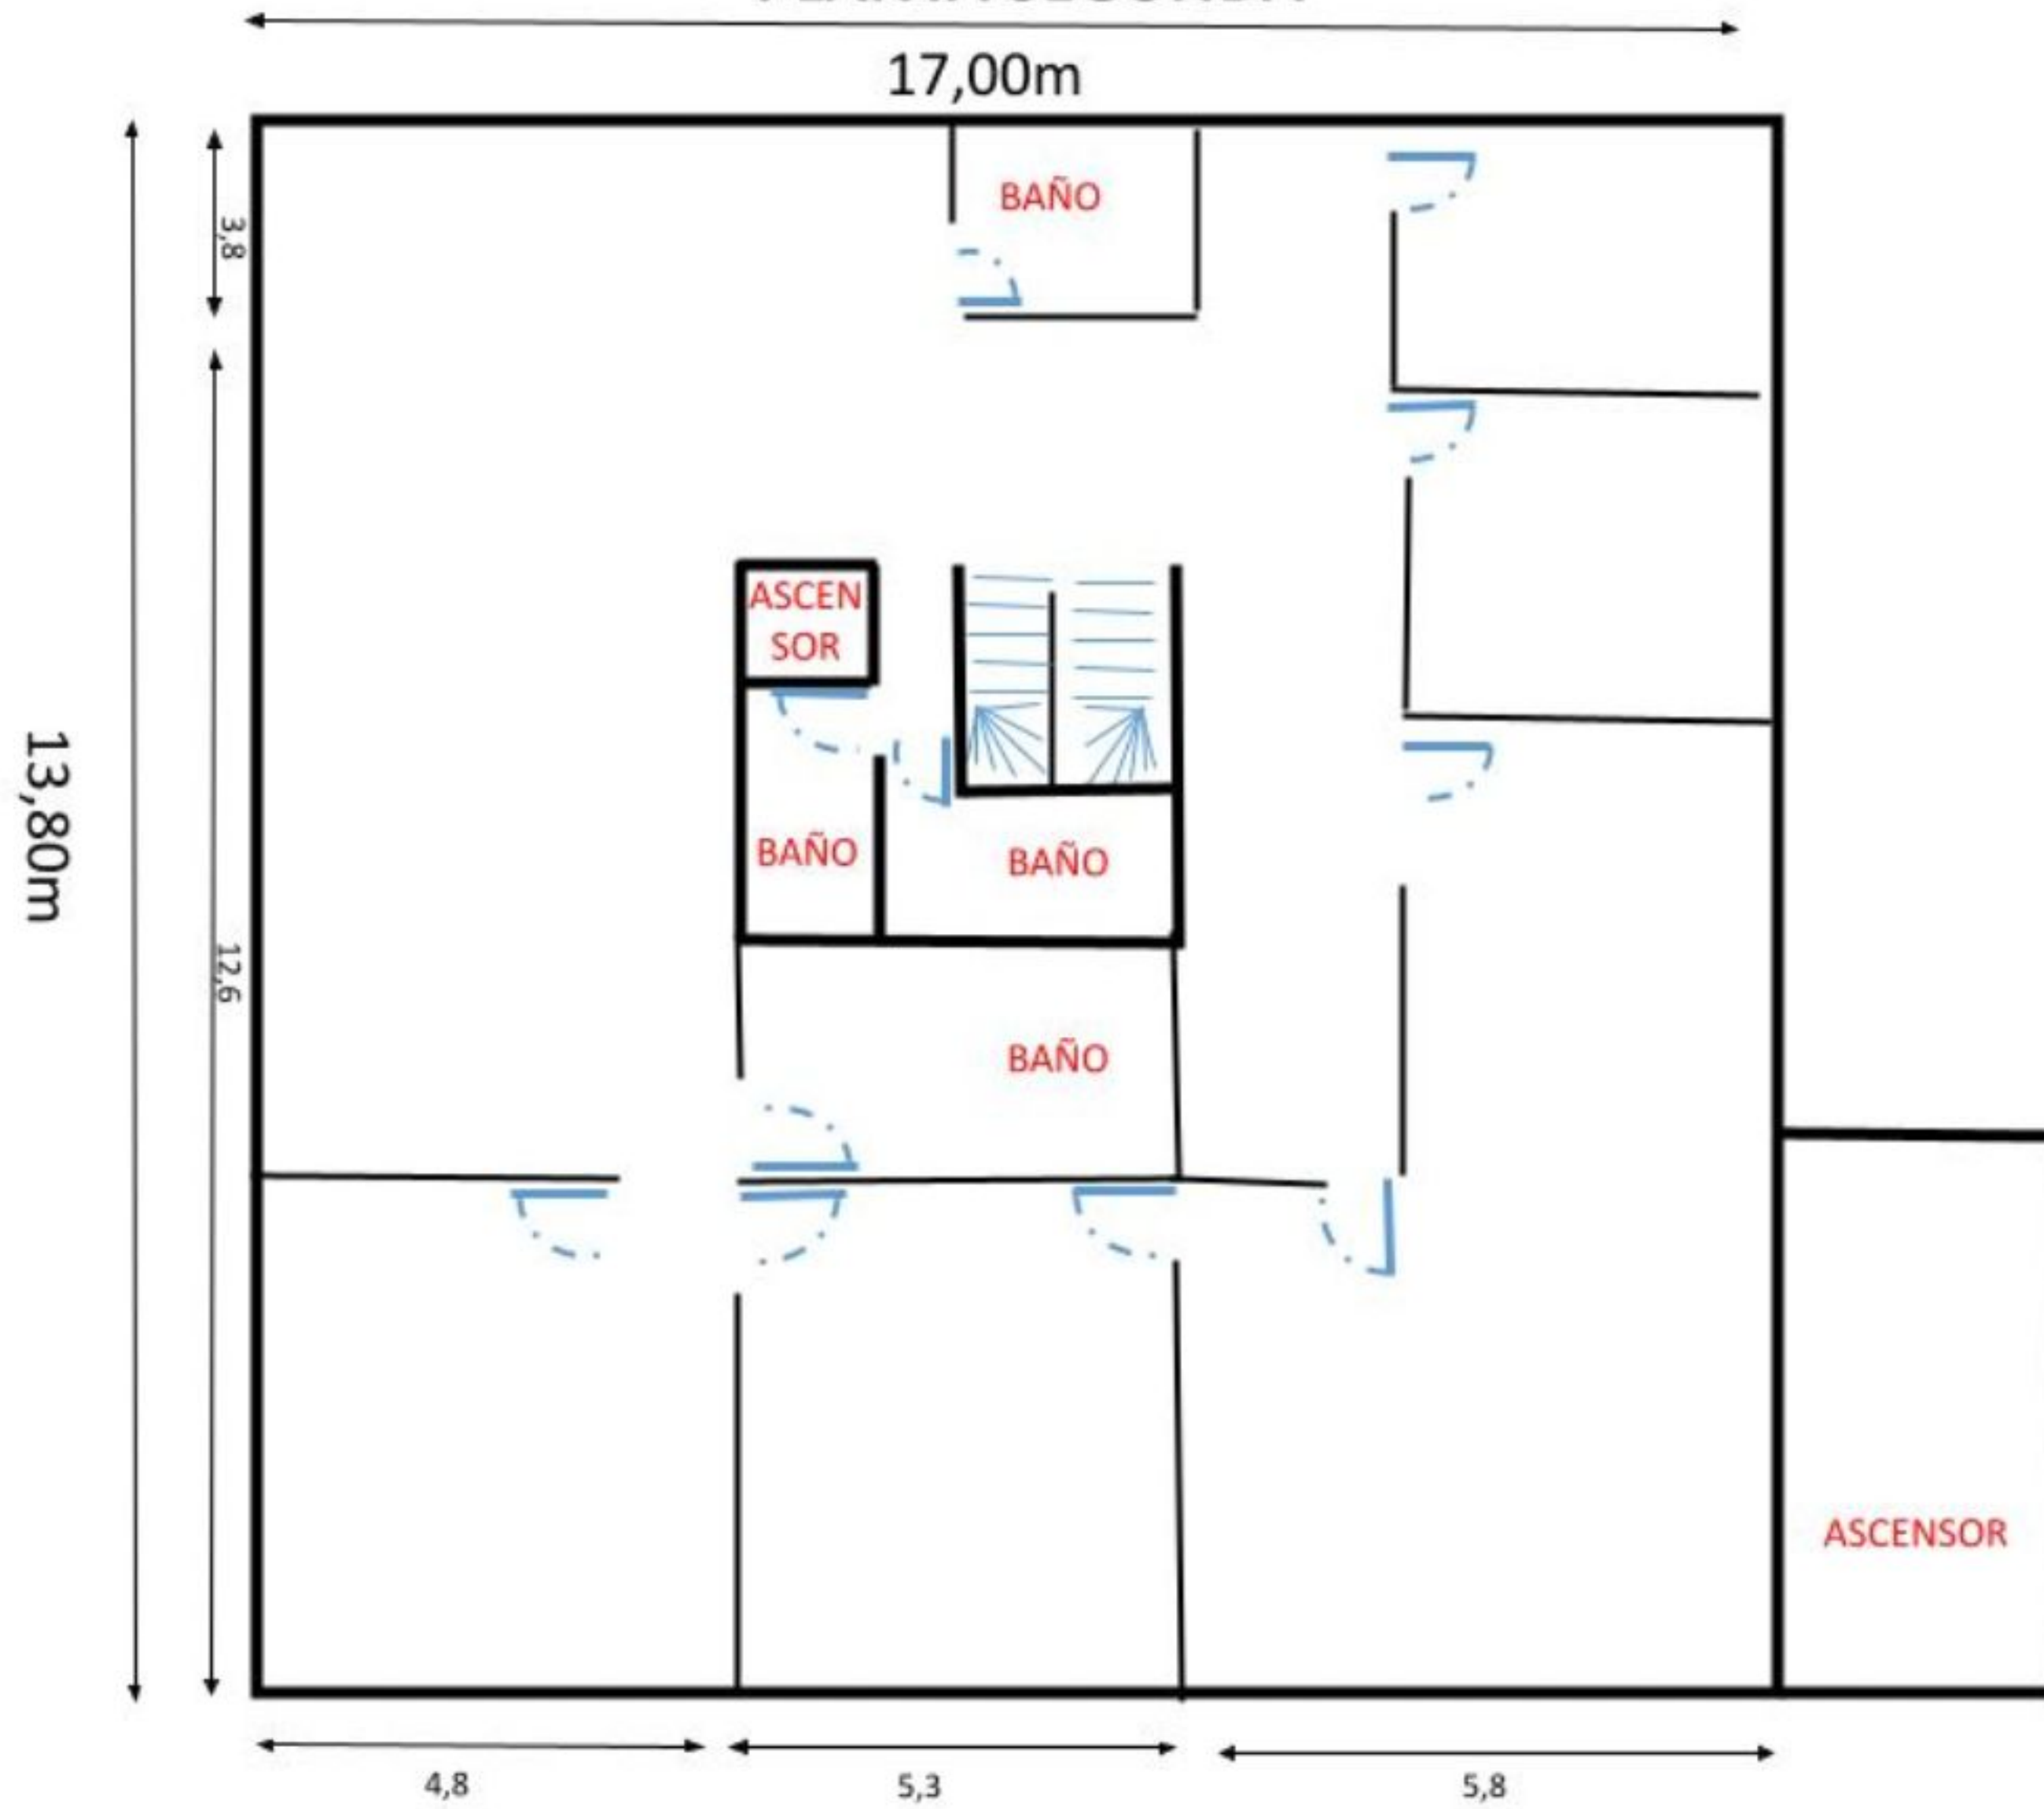 17,00m
BAÑO
3,8
ASCEN
SOR
13,80m
BAÑO
BAÑO
12,6
BAÑO
ASCENSOR
4,8
5,3
5,8